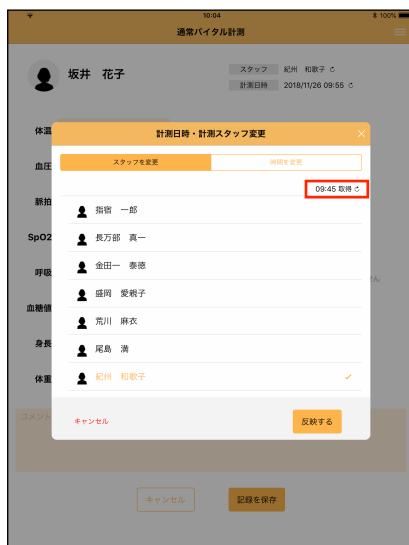 10:04
100%
通常バイタル計測
坂井 花子
スタッフ 紀州 和歌子
計測日時 2018/11/26 09:55
体温
計測日時・計測スタッフ変更
血圧
スタッフを変更
時間を変更
09:45 取得
脈拍
指宿 一郎
SpO2
長万部 真一
呼吸
金田一 泰徳
せん
盛岡 愛親子
血糖値
荒川 麻衣
身長
尾島 満
体重
紀州 和歌子
コメント
キャンセル
反映する
キャンセル
記録を保存